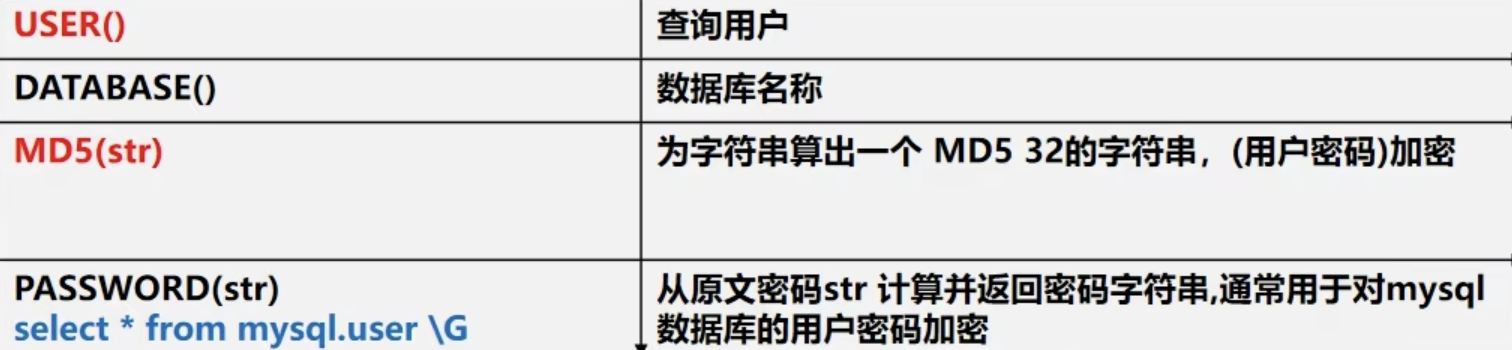 USER()
查询用户
DATABASE()
数据库名称
MD5(str)
为字符串算出一个 MD5 32的字符串，(用户密码)加密
PASSWORD(str)
select * from mysql.user \G
从原文密码str 计算并返回密码字符串,通常用于对mysql
数据库的用户密码加密